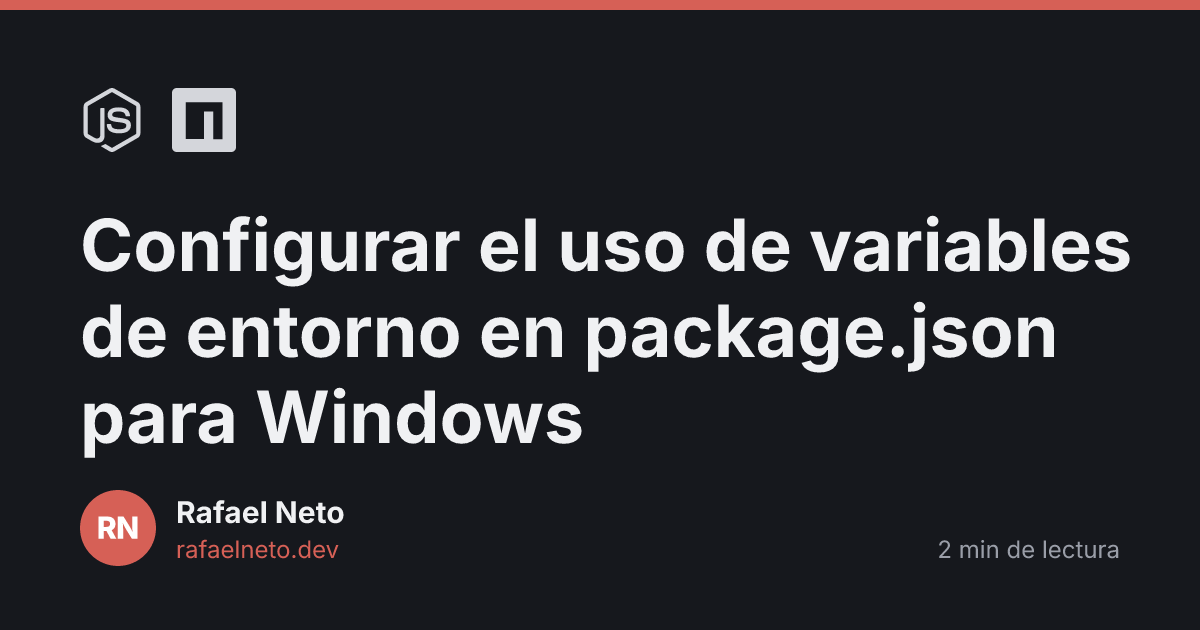 JS
Configurar el uso de variables
de entorno en package.json
para Windows
RN
Rafael Neto
rafaelneto.dev
2 min de lectura